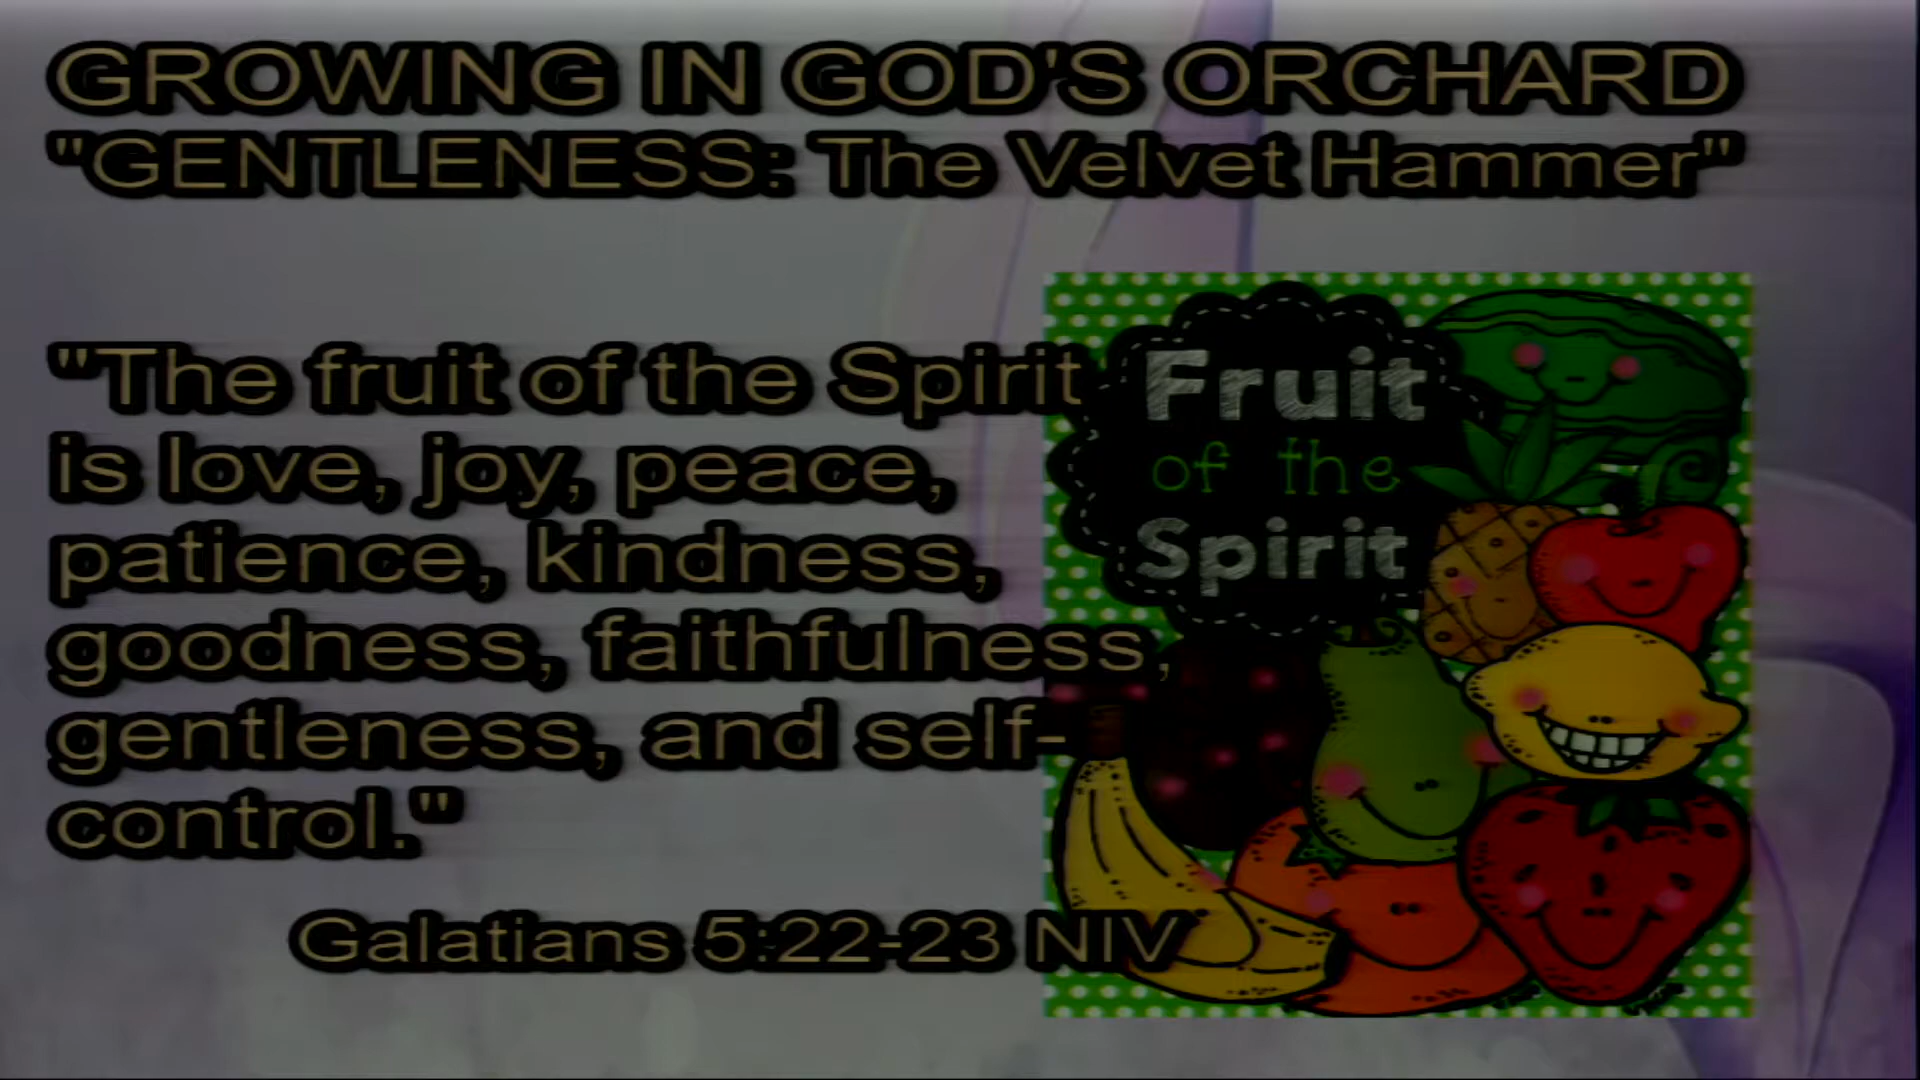 GROWING IN GOD'S ORCHARD
"GENTLENESS: The Velvet Hammer"
"The fruit of the Spirit
is love, joy, peace,
patience, kindness,
goodness, faithfulness,
gentleness, and self-
control."
Galatians 5:22-23 NIV
Fruit
of the
Spirit